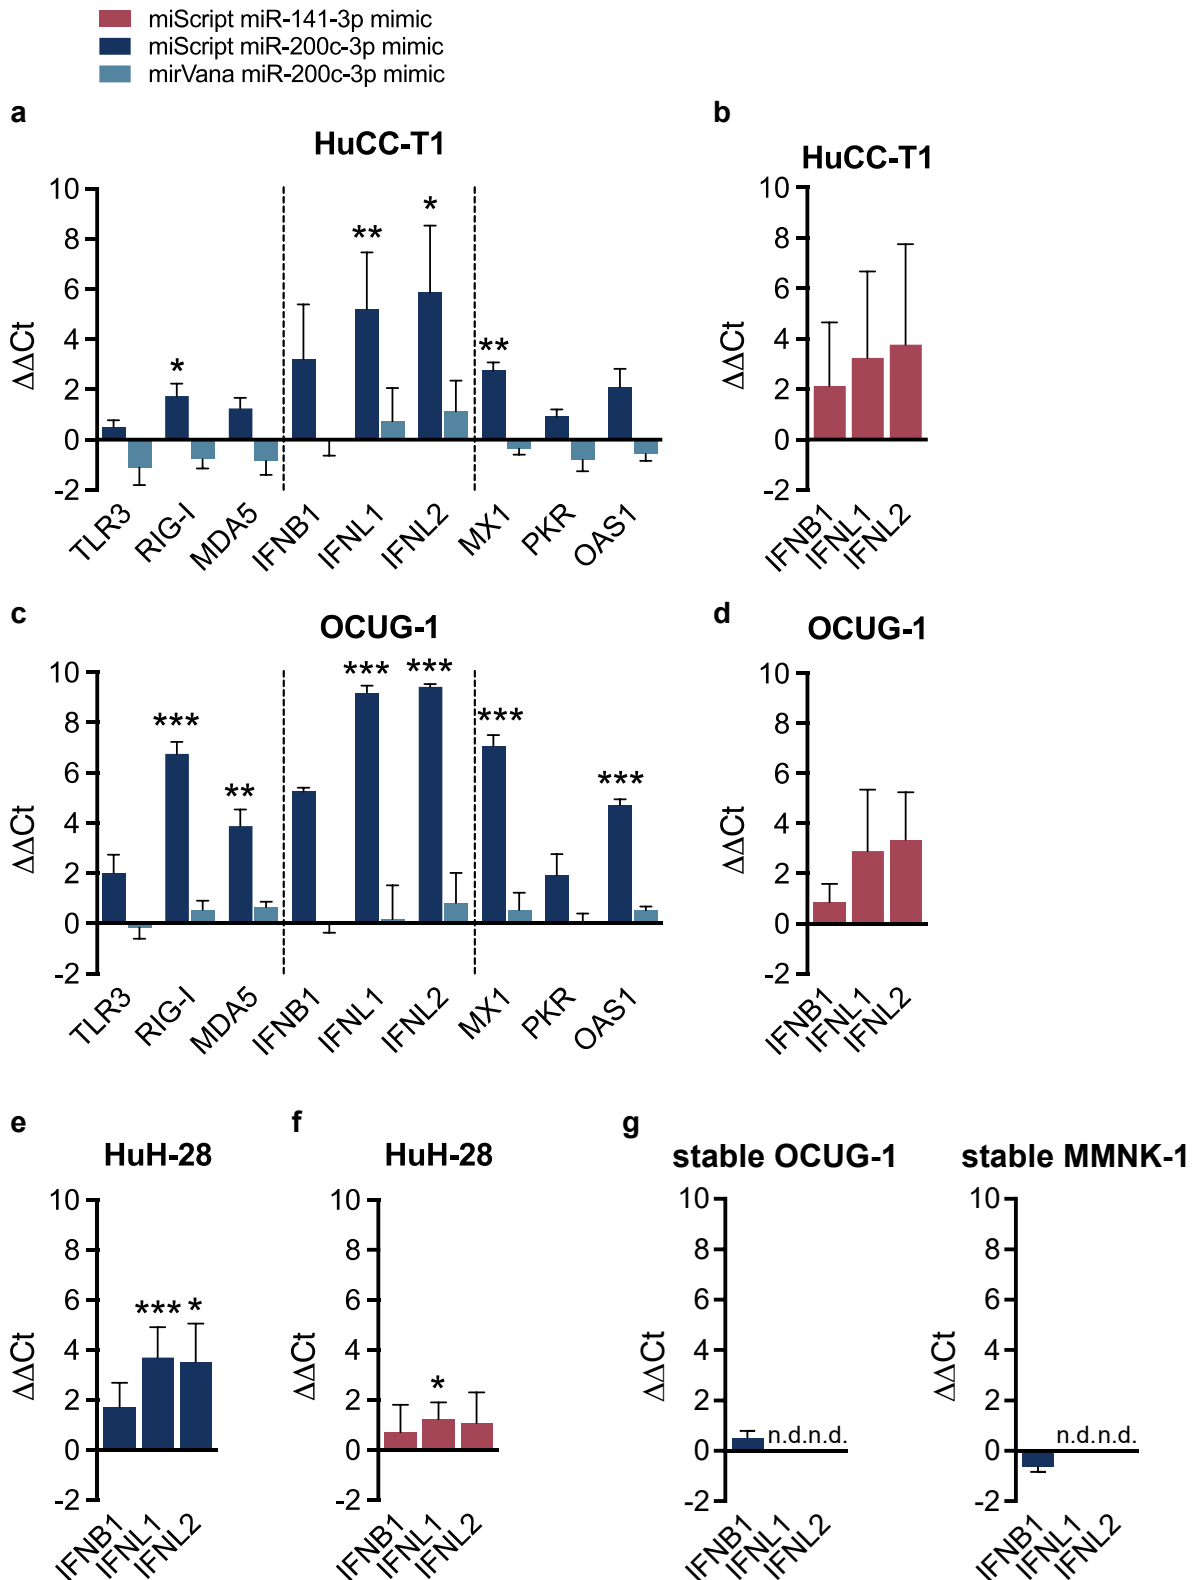 miScript miR-141-3p mimic
miScript miR-200c-3p mimic
mirVana miR-200c-3p mimic
a
HuCC-T1
ΔΔCt
10
8
6
4
2
0
-2
* ** * **
TLR3 RIG-I MDA5 IFNB1 IFNL1 IFNL2 MX1 PKR OAS1
b
HuCC-T1
ΔΔCt
10
8
6
4
2
0
-2
IFNB1 IFNL1 IFNL2
c
OCUG-1
ΔΔCt
10
8
6
4
2
0
-2
*** ** *** *** *** ***
TLR3 RIG-I MDA5 IFNB1 IFNL1 IFNL2 MX1 PKR OAS1
d
OCUG-1
ΔΔCt
10
8
6
4
2
0
-2
IFNB1 IFNL1 IFNL2
e
HuH-28
ΔΔCt
10
8
6
4
2
0
-2
*** *
IFNB1 IFNL1 IFNL2
f
HuH-28
ΔΔCt
10
8
6
4
2
0
-2
*
IFNB1 IFNL1 IFNL2
g
stable OCUG-1
ΔΔCt
10
8
6
4
2
0
-2
n.d. n.d.
IFNB1 IFNL1 IFNL2
stable MMNK-1
ΔΔCt
10
8
6
4
2
0
-2
n.d. n.d.
IFNB1 IFNL1 IFNL2